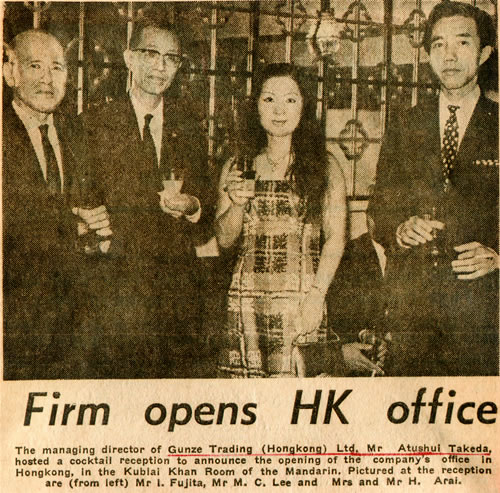 Firm opens HK office
The managing director of Gunze Trading (Hongkong) Ltd, Mr Atushui Takeda,
hosted a cocktail reception to announce the opening of the company's office in
Hongkong, in the Kublai Khan Room of the Mandarin. Pictured at the reception
are (from left) Mr I. Fujita, Mr M. C. Lee and Mrs and Mr H. Arai.